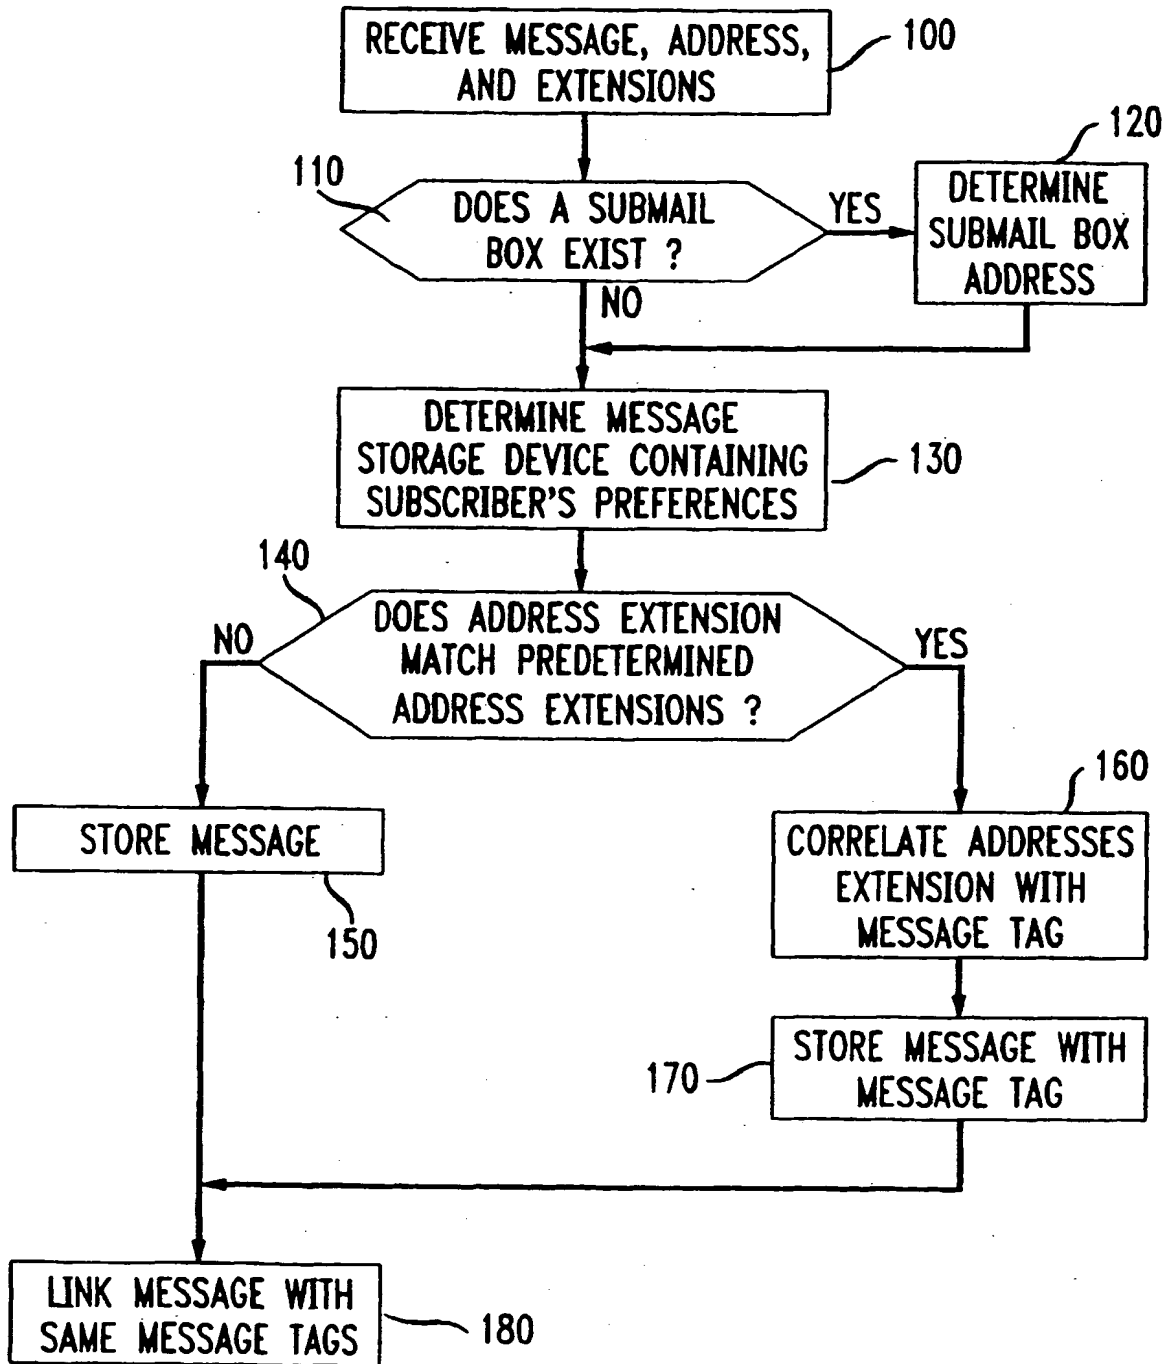 RECEIVE MESSAGE, ADDRESS,
AND EXTENSIONS
100
110
DOES A SUBMAIL
BOX EXIST ?
YES
120
DETERMINE
SUBMAIL BOX
ADDRESS
NO
DETERMINE MESSAGE
STORAGE DEVICE CONTAINING
SUBSCRIBER'S PREFERENCES
130
140
NO
DOES ADDRESS EXTENSION
MATCH PREDETERMINED
ADDRESS EXTENSIONS ?
YES
STORE MESSAGE
150
160
CORRELATE ADDRESSES
EXTENSION WITH
MESSAGE TAG
170
STORE MESSAGE WITH
MESSAGE TAG
LINK MESSAGE WITH
SAME MESSAGE TAGS
180